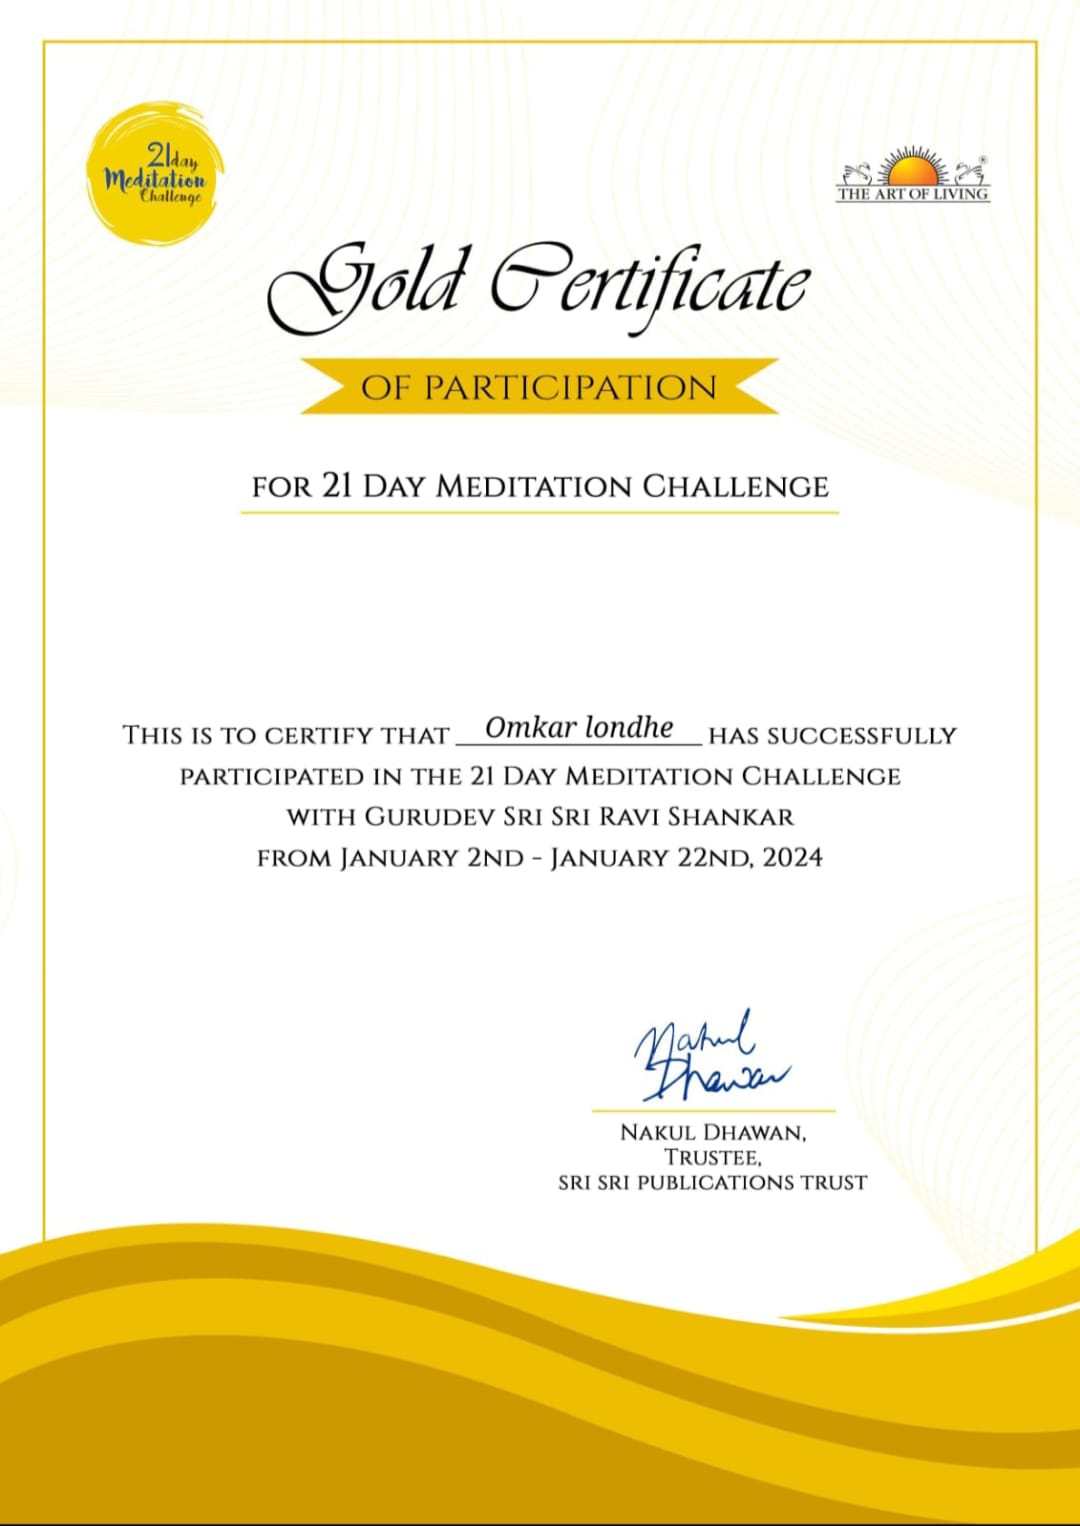 21day
Meditation
Challenge
®
THE ART OF LIVING
Gold Certificate
OF PARTICIPATION
FOR 21 DAY MEDITATION CHALLENGE
THIS IS TO CERTIFY THAT Omkar londhe HAS SUCCESSFULLY
PARTICIPATED IN THE 21 DAY MEDITATION CHALLENGE
WITH GURUDEV SRI SRI RAVI SHANKAR
FROM JANUARY 2ND - JANUARY 22ND, 2024
Nakul
Dhawan
NAKUL DHAWAN,
TRUSTEE,
SRI SRI PUBLICATIONS TRUST